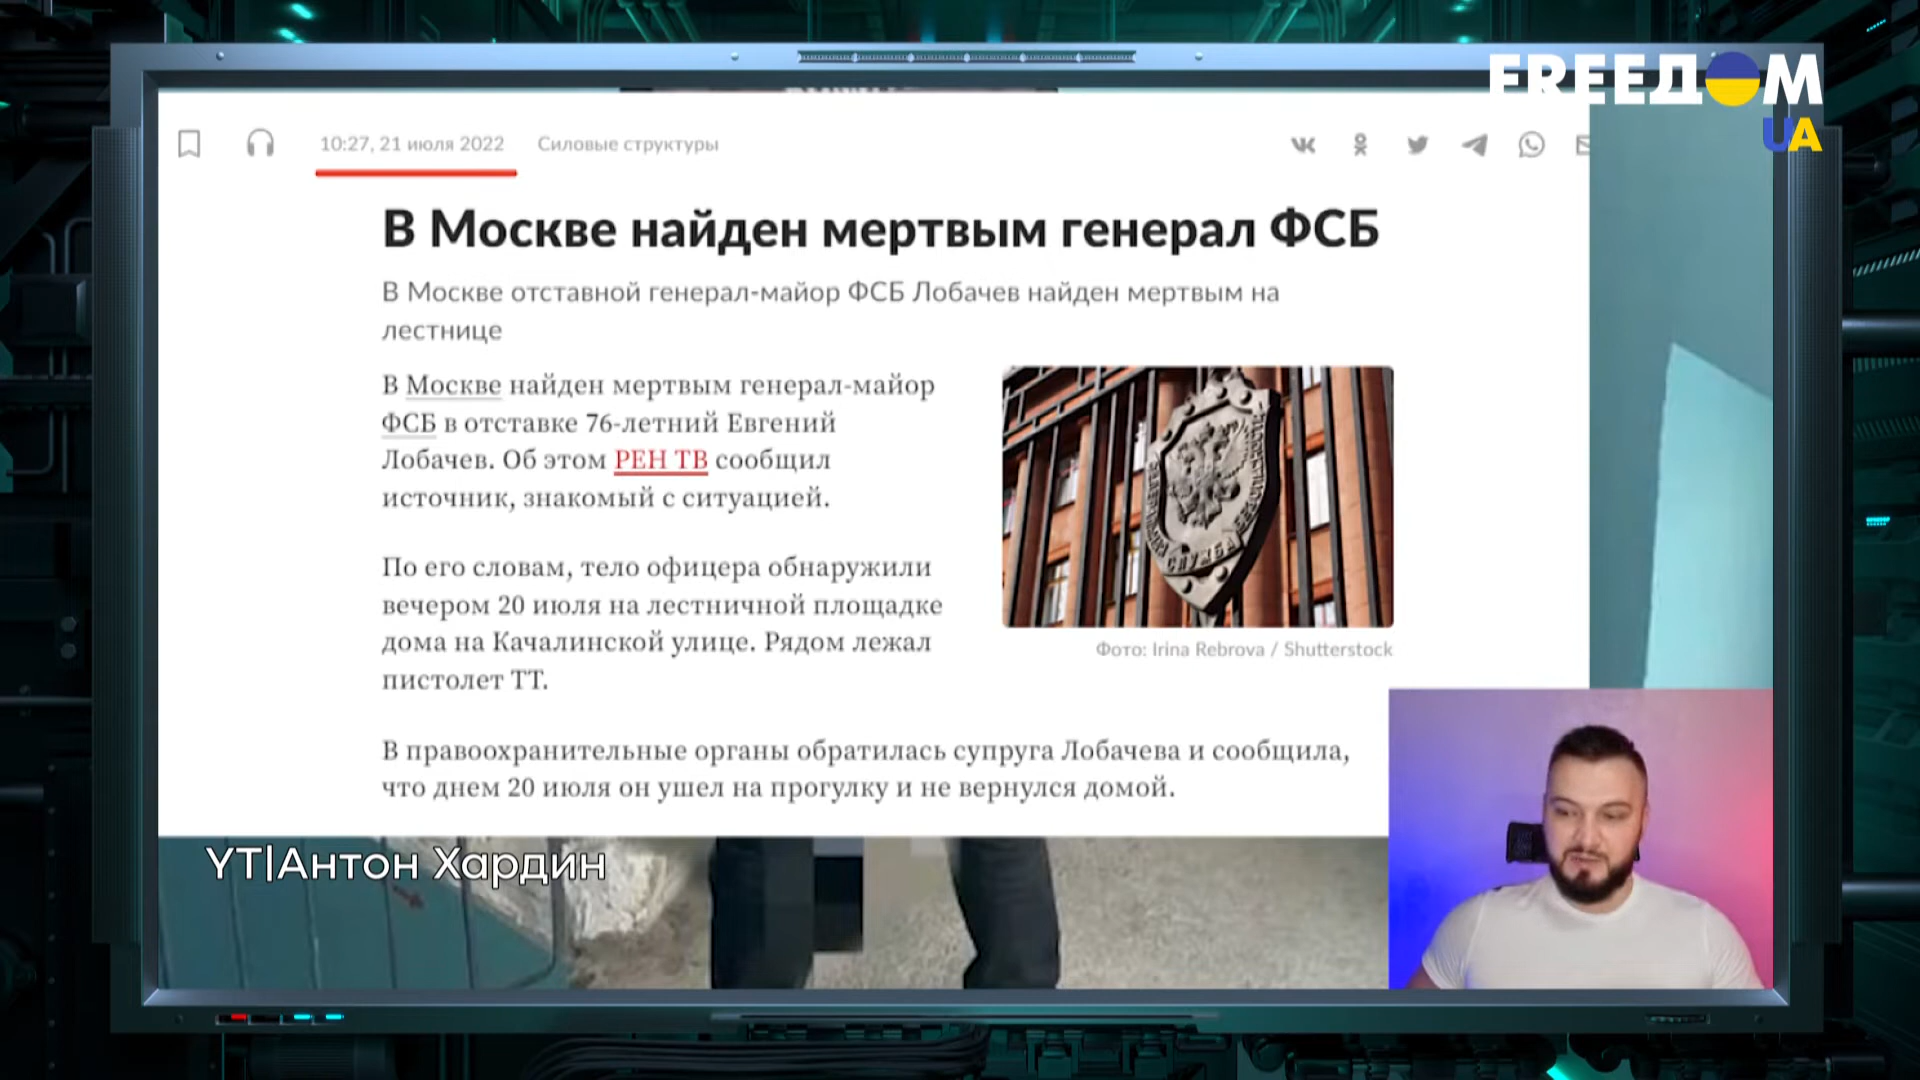 FREEДOM
UA
10:27, 21 июля 2022
Силовые структуры
В Москве найден мертвым генерал ФСБ
В Москве отставной генерал-майор ФСБ Лобачев найден мертвым на
лестнице
В Москве найден мертвым генерал-майор
ФСБ в отставке 76-летний Евгений
Лобачев. Об этом РЕН ТВ сообщил
источник, знакомый с ситуацией.
По его словам, тело офицера обнаружили
вечером 20 июля на лестничной площадке
дома на Качалинской улице. Рядом лежал
пистолет ТТ.
СЛУЖБА
Фото: Irina Rebrova / Shutterstock
В правоохранительные органы обратилась супруга Лобачева и сообщила,
что днем 20 июля он ушел на прогулку и не вернулся домой.
YT|Антон Хардин